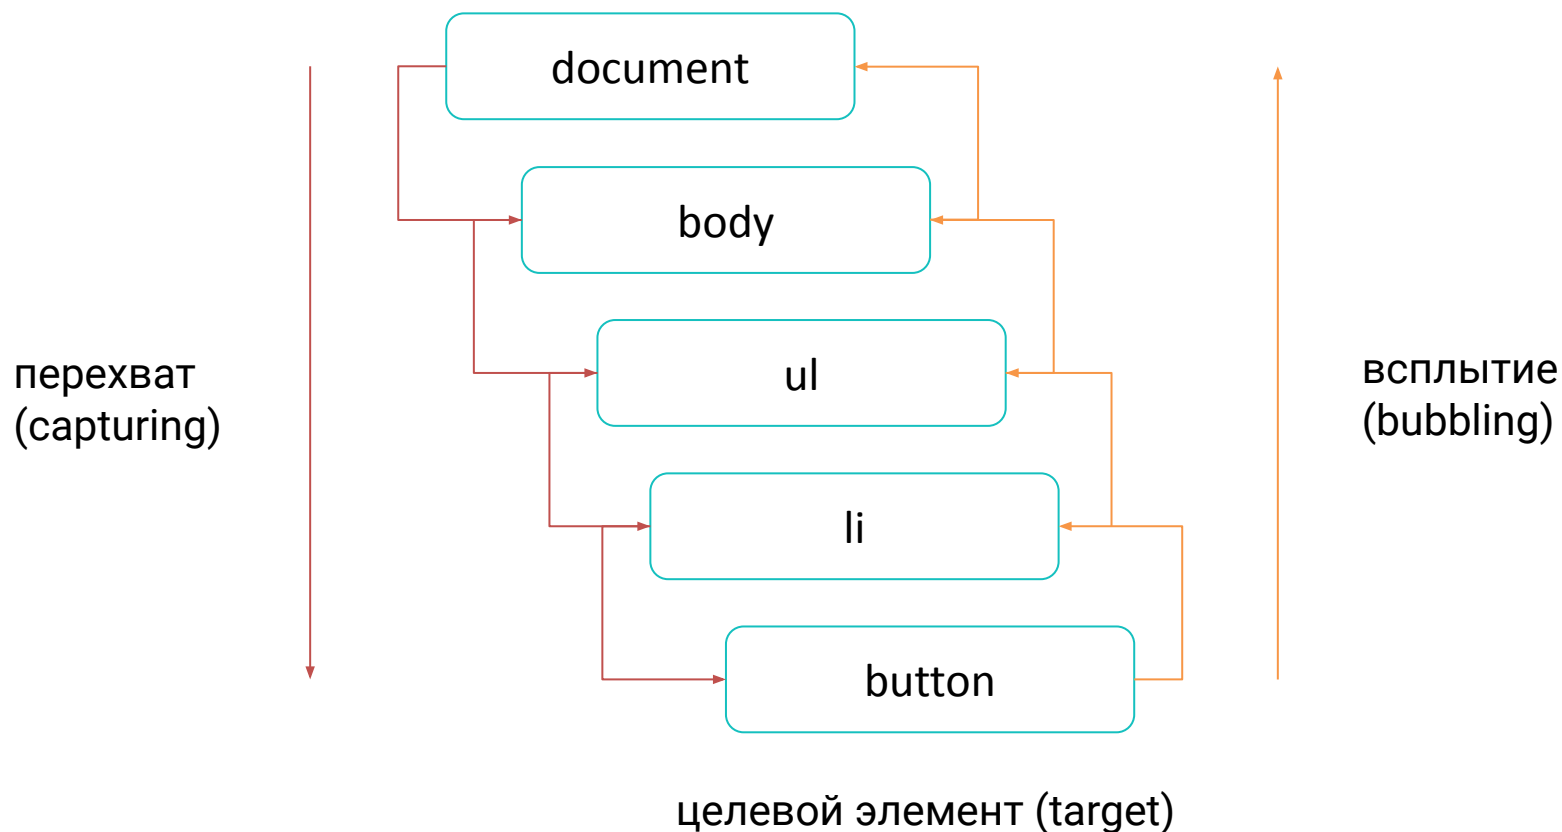 document
body
ul
перехват
(capturing)
всплытие
(bubbling)
li
button
целевой элемент (target)